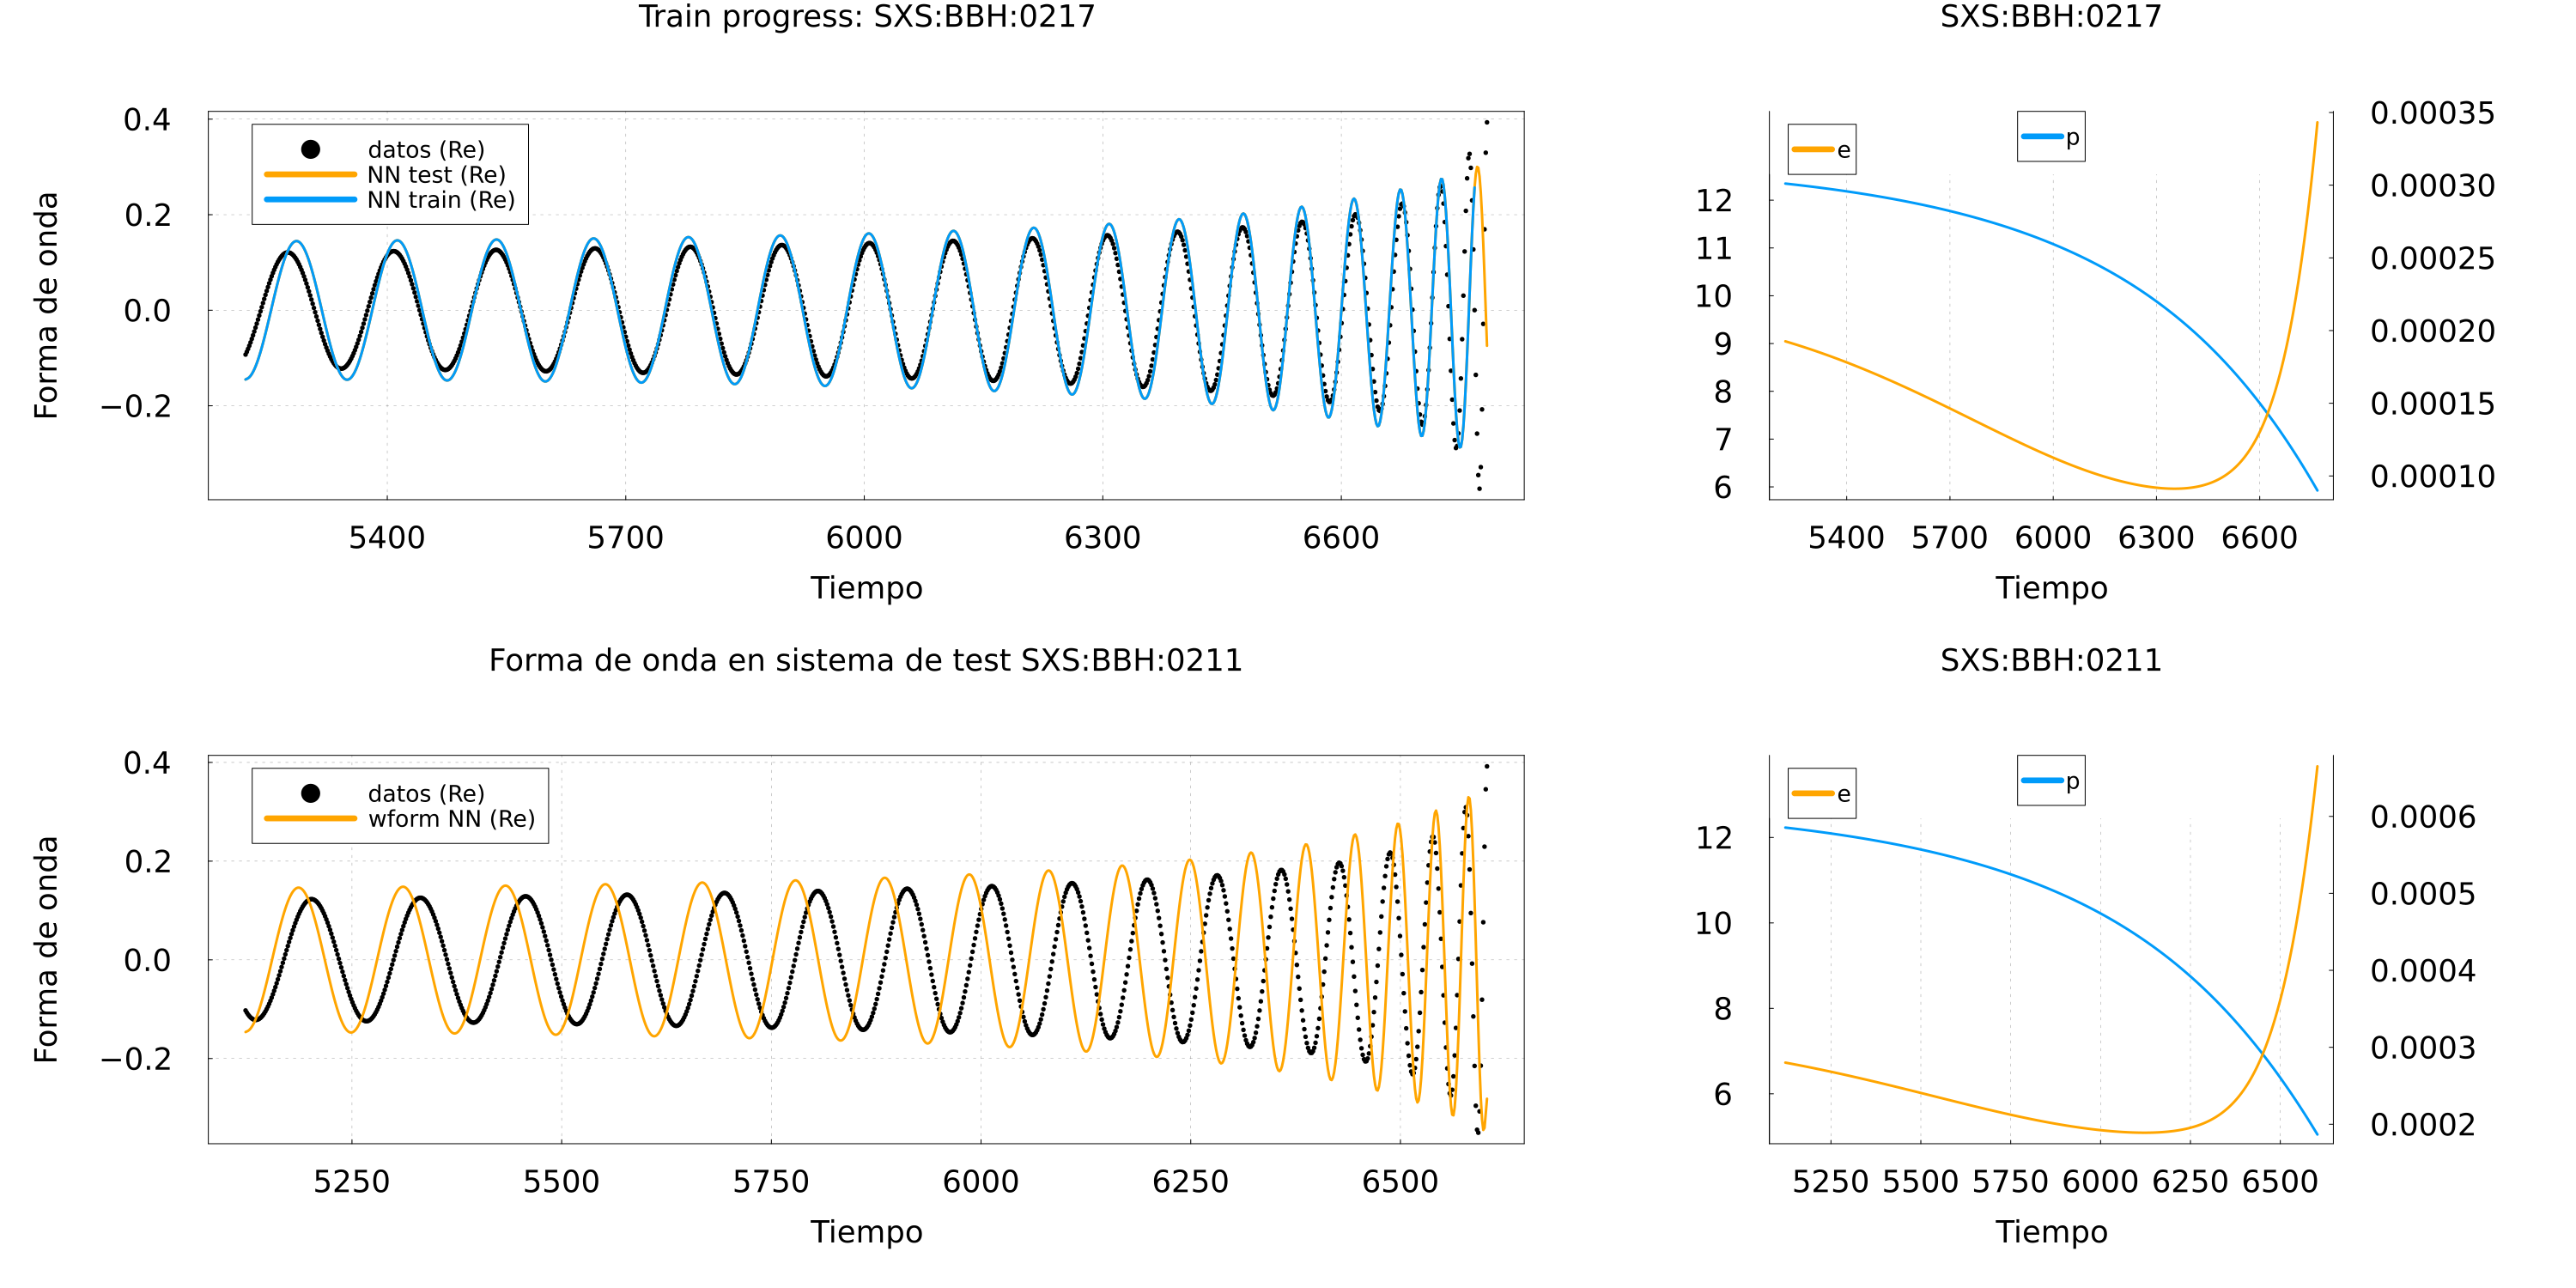 Train progress: SXS:BBH:0217
Forma de onda
0.4
0.2
0.0
−0.2
datos (Re)
NN test (Re)
NN train (Re)
5400 5700 6000 6300 6600
Tiempo
SXS:BBH:0217
12
11
10
9
8
7
6
e
p
0.00035
0.00030
0.00025
0.00020
0.00015
0.00010
5400 5700 6000 6300 6600
Tiempo
Forma de onda en sistema de test SXS:BBH:0211
Forma de onda
0.4
0.2
0.0
−0.2
datos (Re)
wform NN (Re)
5250 5500 5750 6000 6250 6500
Tiempo
SXS:BBH:0211
12
10
8
6
e
p
0.0006
0.0005
0.0004
0.0003
0.0002
5250 5500 5750 6000 6250 6500
Tiempo